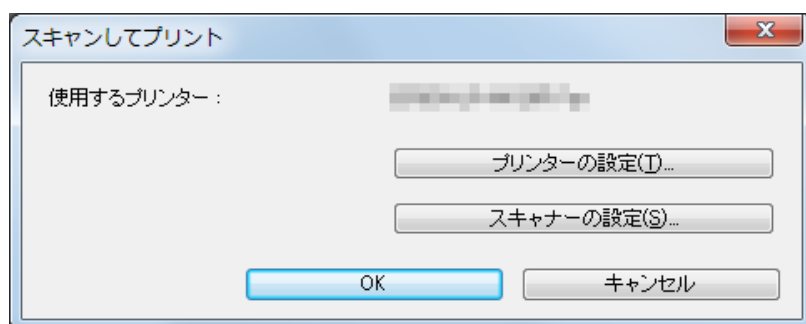 スキャンしてプリント
使用するプリンター：
プリンターの設定(T)...
スキャナーの設定(S)...
OK
キャンセル